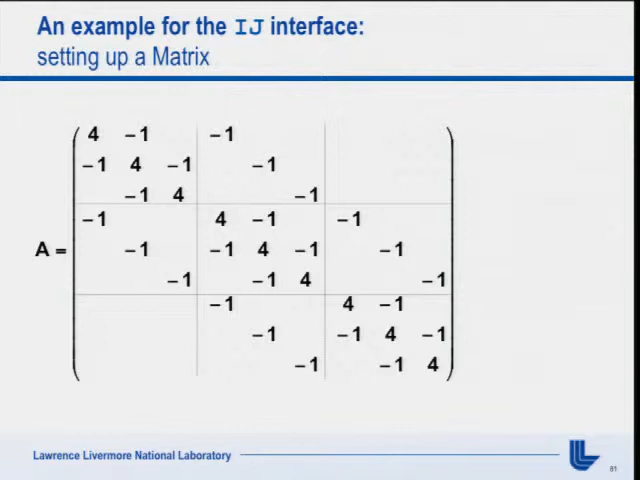 An example for the IJ interface:
setting up a Matrix
4 −1 −1
−1 4 −1 −1
−1 4 −1
−1 4 −1 −1
A = −1 −1 4 −1 −1
−1 −1 4 −1
−1 4 −1
−1 −1 4 −1
−1 −1 4
Lawrence Livermore National Laboratory
81